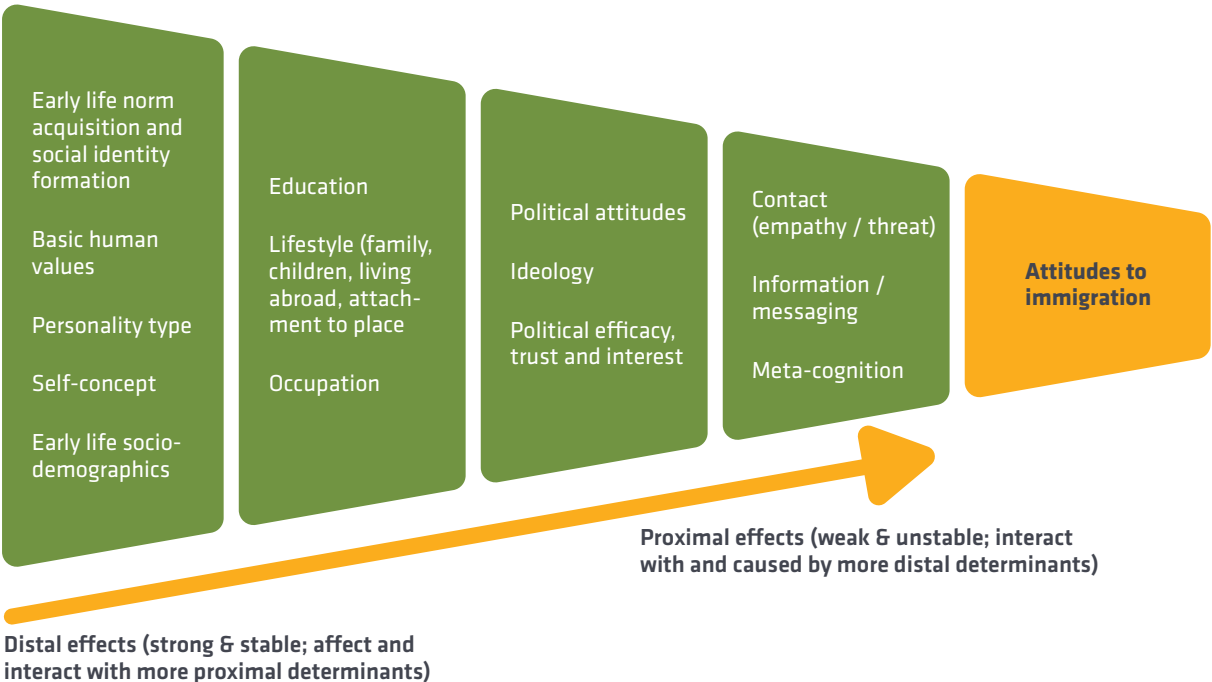 Early life norm
acquisition and
social identity
formation
Basic human
values
Personality type
Self-concept
Early life socio-
demographics
Education
Lifestyle (family,
children, living
abroad, attach-
ment to place
Occupation
Political attitudes
Ideology
Political efficacy,
trust and interest
Contact
(empathy / threat)
Information /
messaging
Meta-cognition
Attitudes to
immigration
Proximal effects (weak & unstable; interact
with and caused by more distal determinants)
Distal effects (strong & stable; affect and
interact with more proximal determinants)